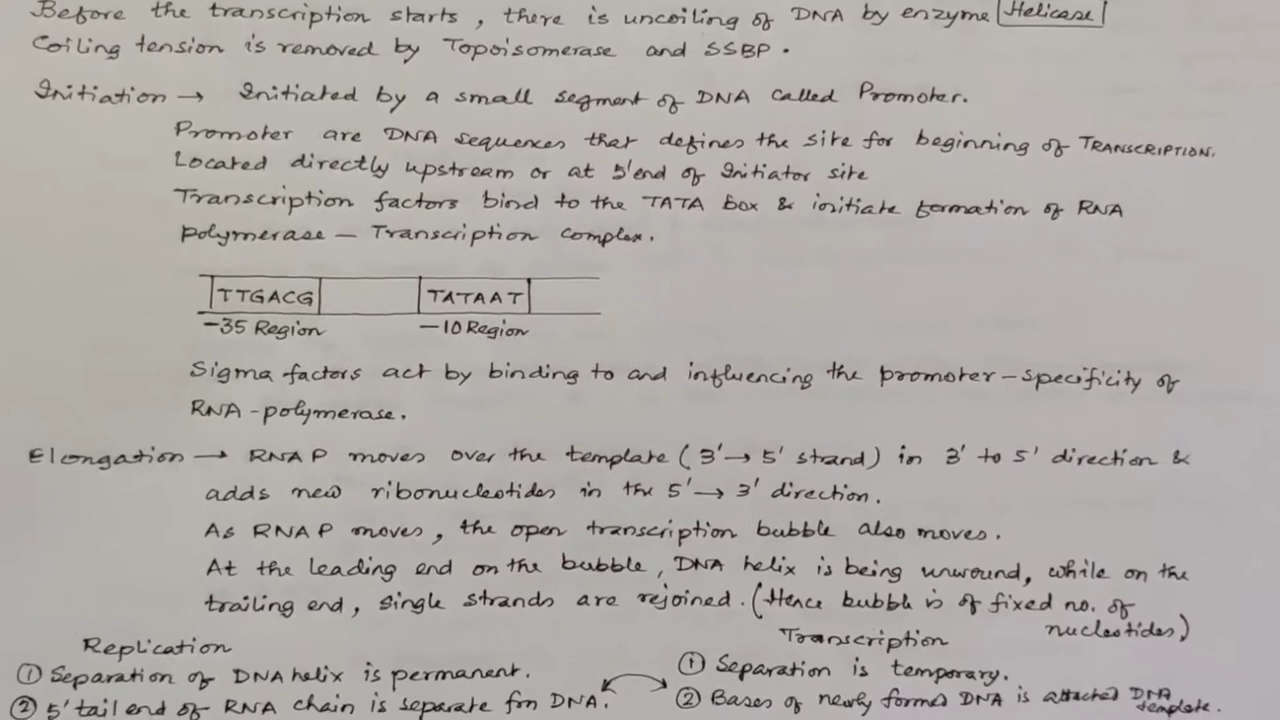 Before the transcription starts, there is uncoiling of DNA by enzyme Helicase
Coiling tension is removed by Topoisomerase and SSBP.
Initiation → Initiated by a small segment of DNA called Promoter.
Promoter are DNA sequences that defines the site for beginning of TRANSCRIPTION.
Located directly upstream or at 5'end of Initiator site
Transcription factors bind to the TATA box & initiate formation of RNA
polymerase – Transcription complex.
TTGACG TATAAT
-35 Region -10 Region
Sigma factors act by binding to and influencing the promoter-specificity of
RNA-polymerase.
Elongation → RNAP moves over the template (3'→ 5' strand) in 3' to 5' direction &
adds new ribonucleotides in the 5'→ 3' direction.
As RNAP moves, the open transcription bubble also moves.
At the leading end on the bubble, DNA helix is being unwound, while on the
trailing end, single strands are rejoined. (Hence bubble is of fixed no. of
nucleotides)
Replication
① Separation of DNA helix is permanent.
② 5' tail end of RNA chain is separate frn DNA.
Transcription
① Separation is temporary.
② Bases of newly formed DNA is attached DNA
template.